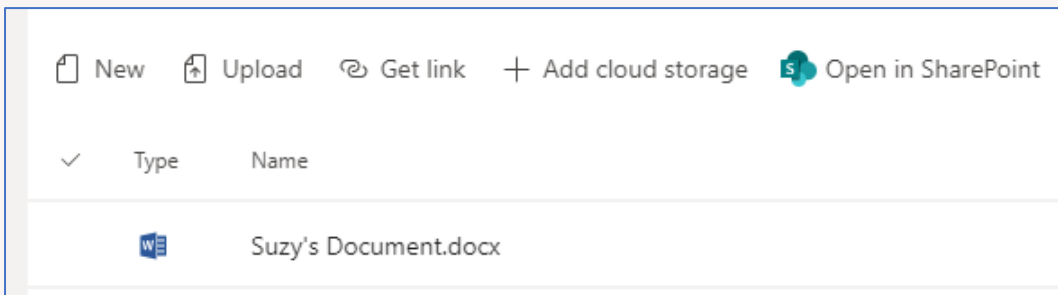 New Upload Get link Add cloud storage S Open in SharePoint
Type Name
W Suzy's Document.docx